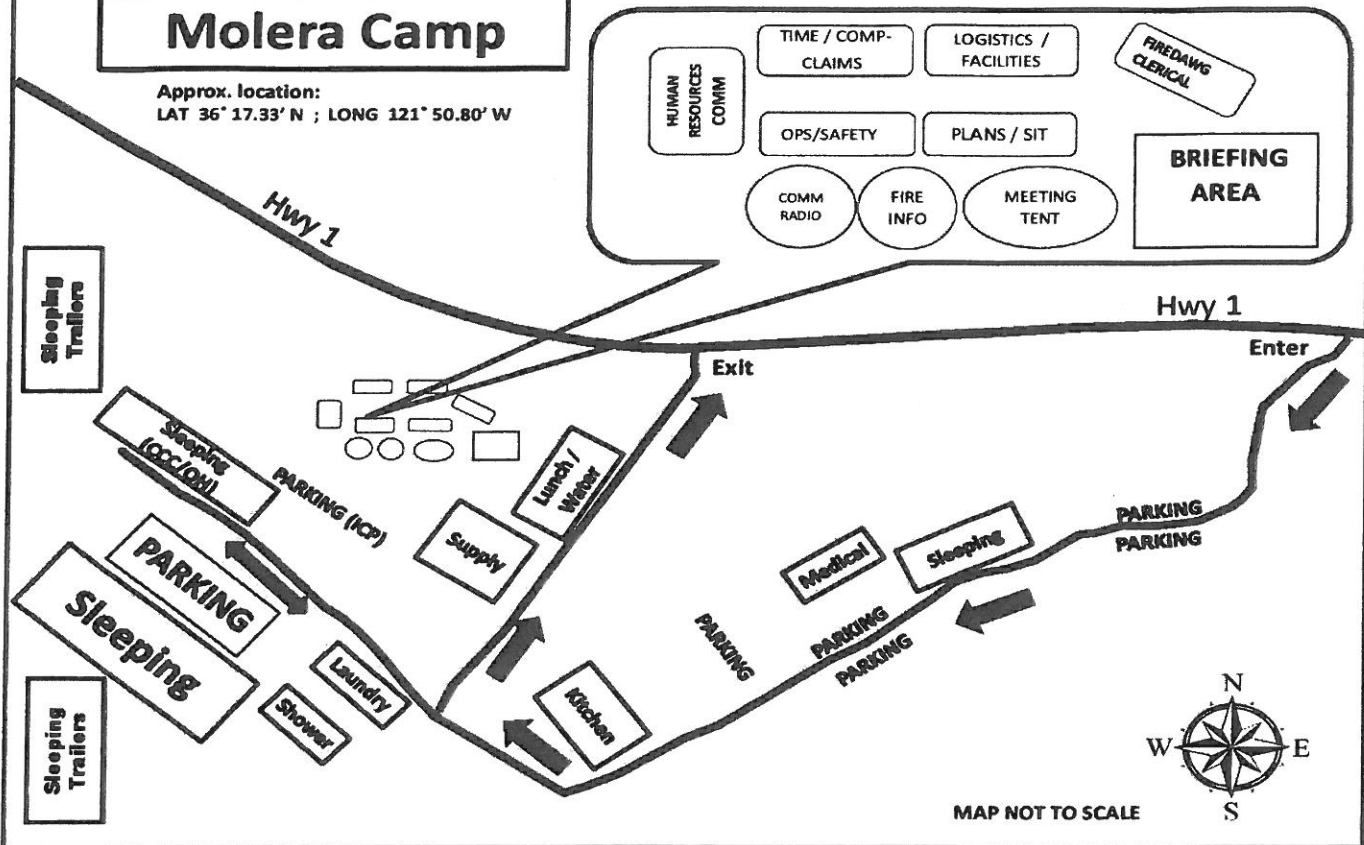 Molera Camp
Approx. location:
LAT 36° 17.33' N ; LONG 121° 50.80' W
HUMAN
RESOURCES
COMM
TIME / COMP-
CLAIMS
LOGISTICS /
FACILITIES
FIREDAWG
CLERICAL
OPS/SAFETY
PLANS / SIT
COMM
RADIO
FIRE
INFO
MEETING
TENT
BRIEFING
AREA
Hwy 1
Hwy 1
Sleeping
Trailers
Exit
Enter
Sleeping
(CCC/OH)
PARKING (ICP)
Lunch /
Water
Supply
PARKING
PARKING
Sleeping
Medical
PARKING
Sleeping
PARKING
PARKING
PARKING
Laundry
Shower
Kitchen
Sleeping
Trailers
N
W
E
S
MAP NOT TO SCALE